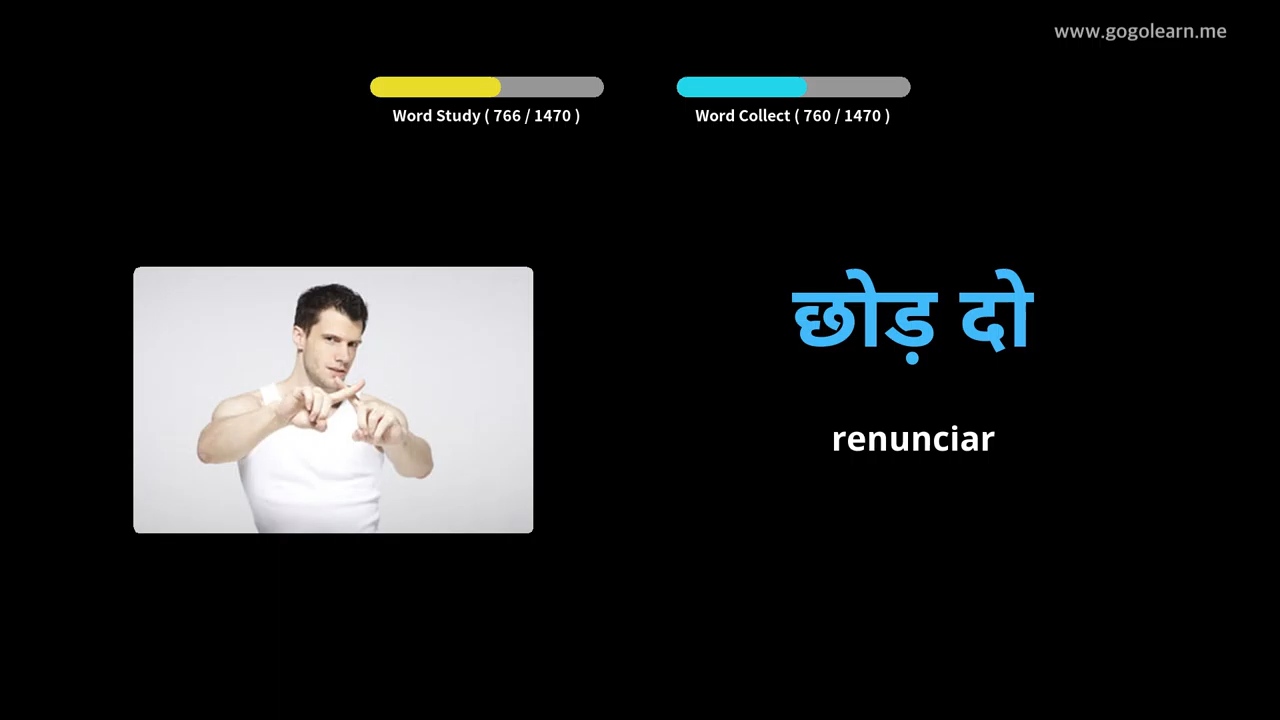 www.gogolearn.me
Word Study ( 766 / 1470 )
Word Collect ( 760 / 1470 )
छोड़ दो
renunciar